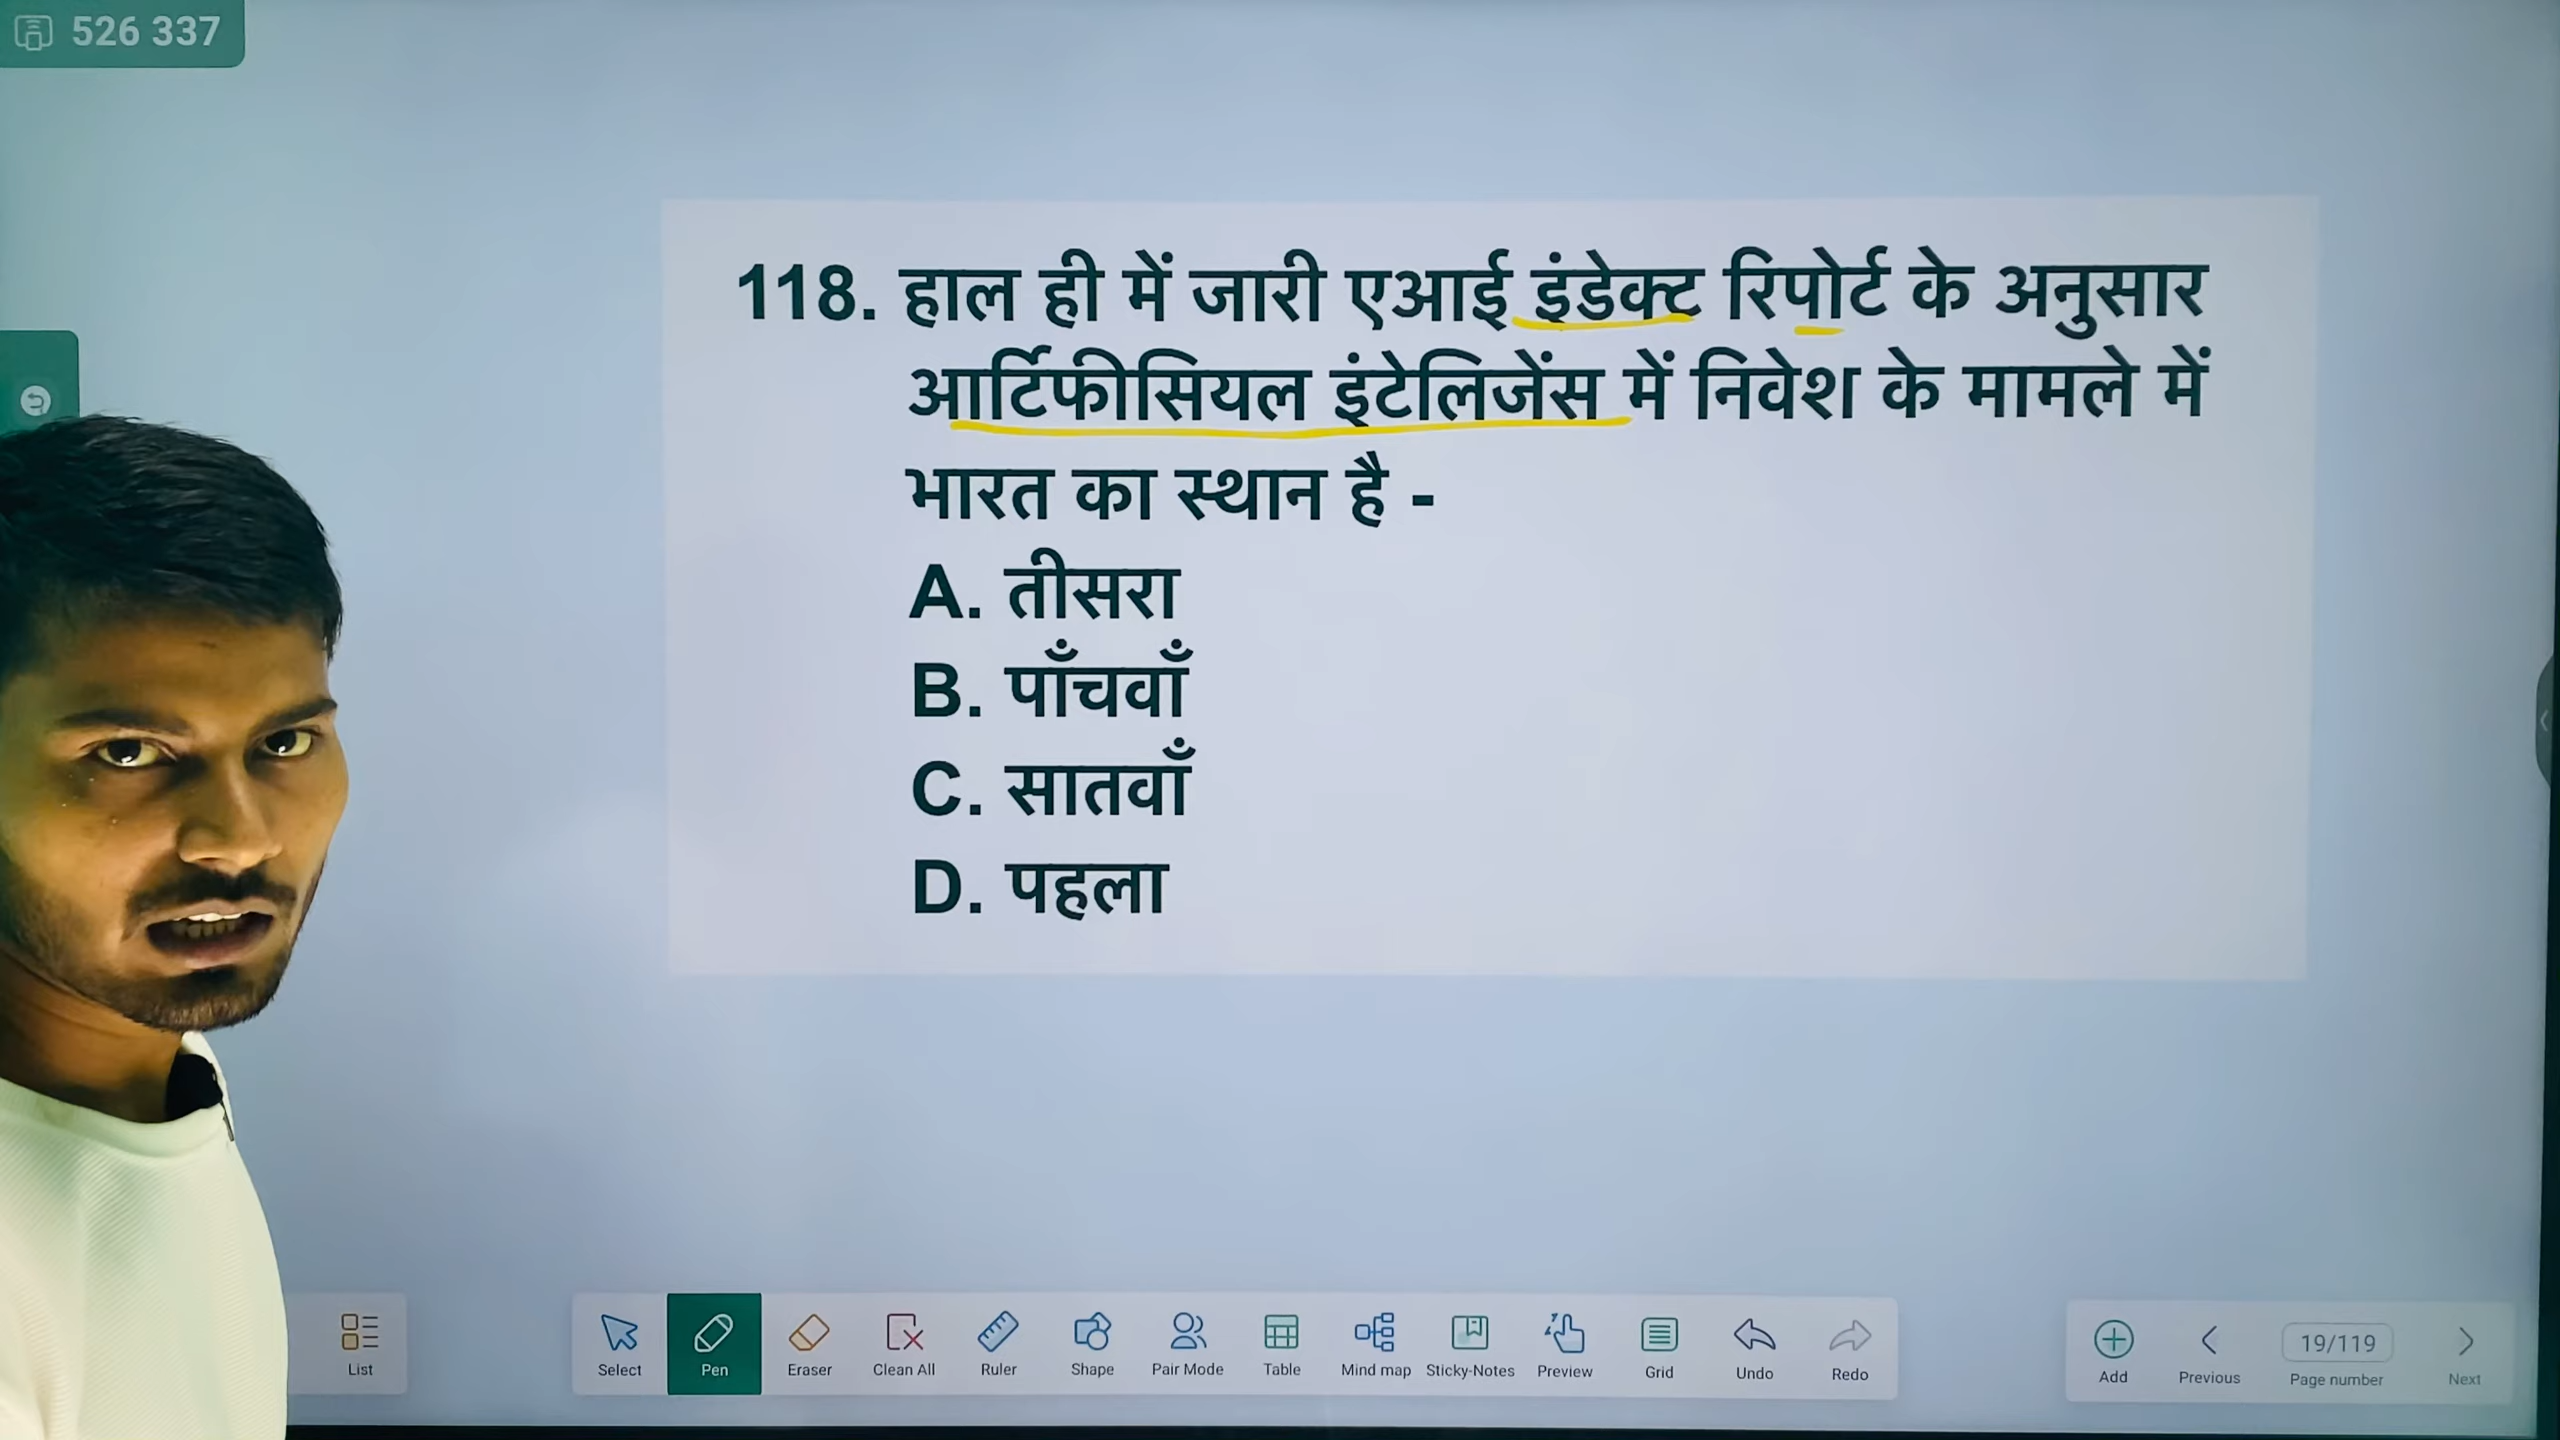 526 337
118. हाल ही में जारी एआई इंडेक्ट रिपोर्ट के अनुसार
आर्टिफीसियल इंटेलिजेंस में निवेश के मामले में
भारत का स्थान है -
A. तीसरा
B. पाँचवाँ
C. सातवाँ
D. पहला
List
Select
Pen
Eraser
Clean All
Ruler
Shape
Pair Mode
Table
Mind map
Sticky-Notes
Preview
Grid
Undo
Redo
Add
Previous
19/119
Page number
Next